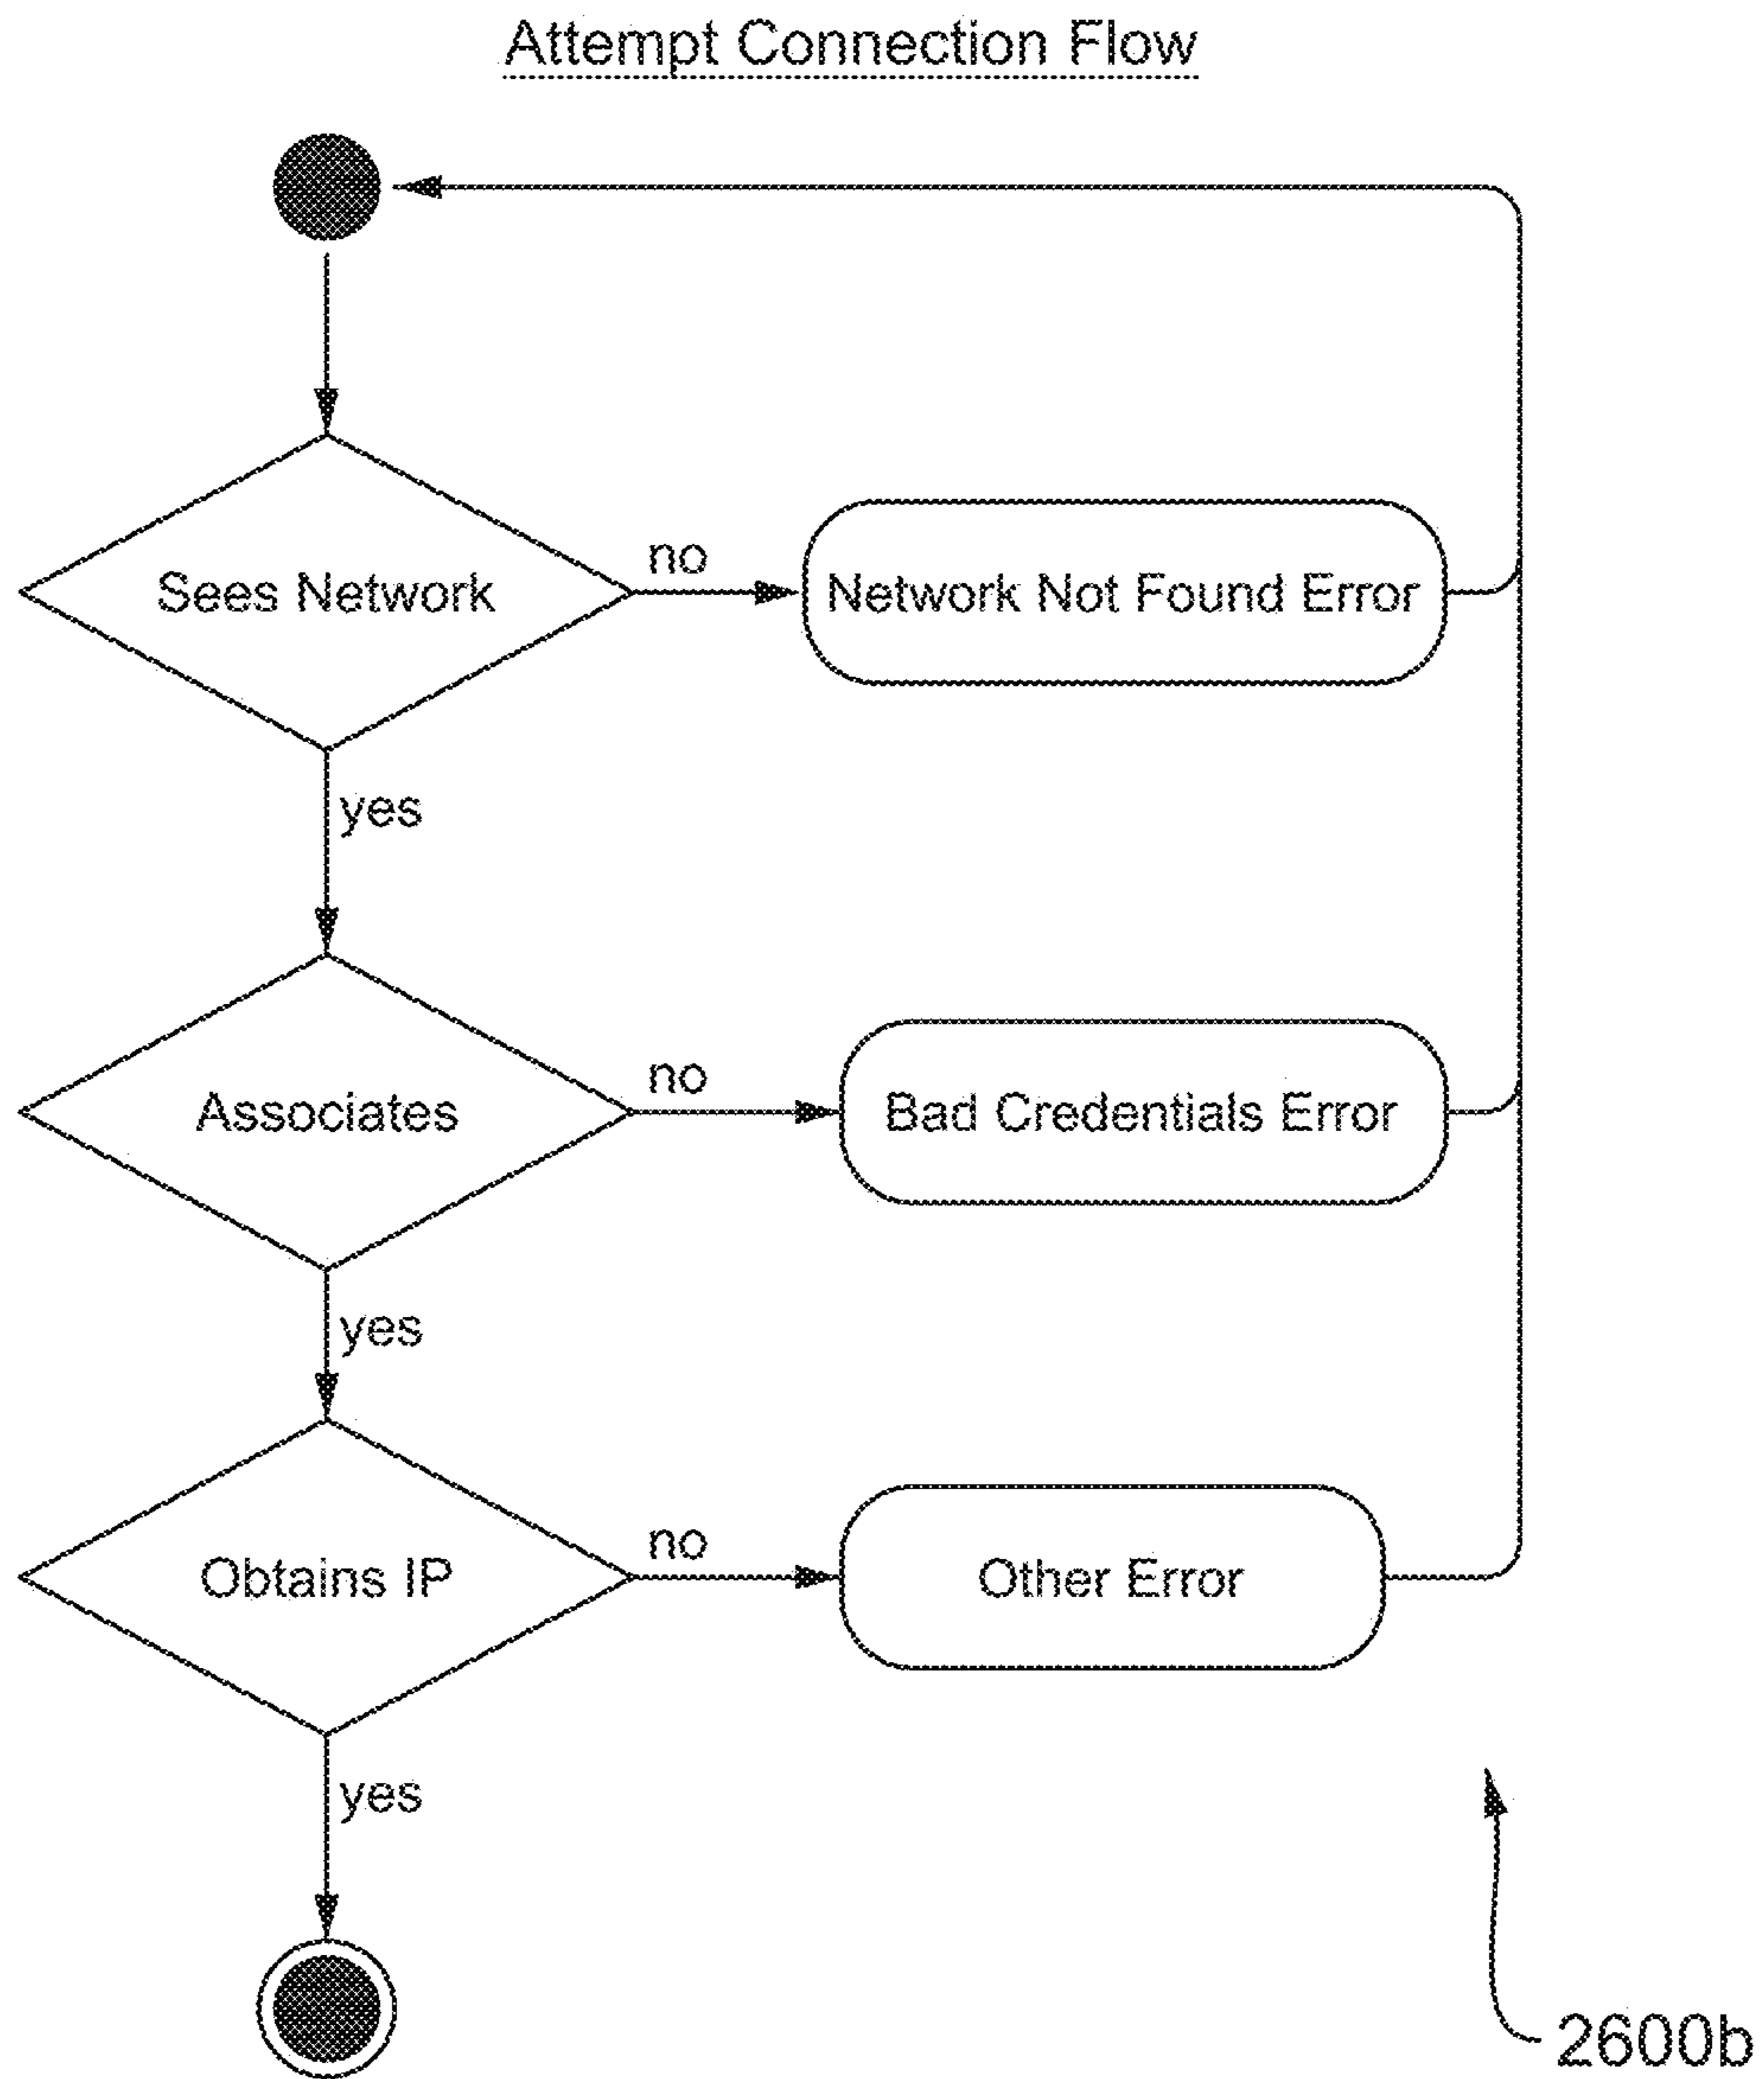 Attempt Connection Flow
Sees Network
no
Network Not Found Error
yes
Associates
no
Bad Credentials Error
yes
Obtains IP
no
Other Error
yes
2600b